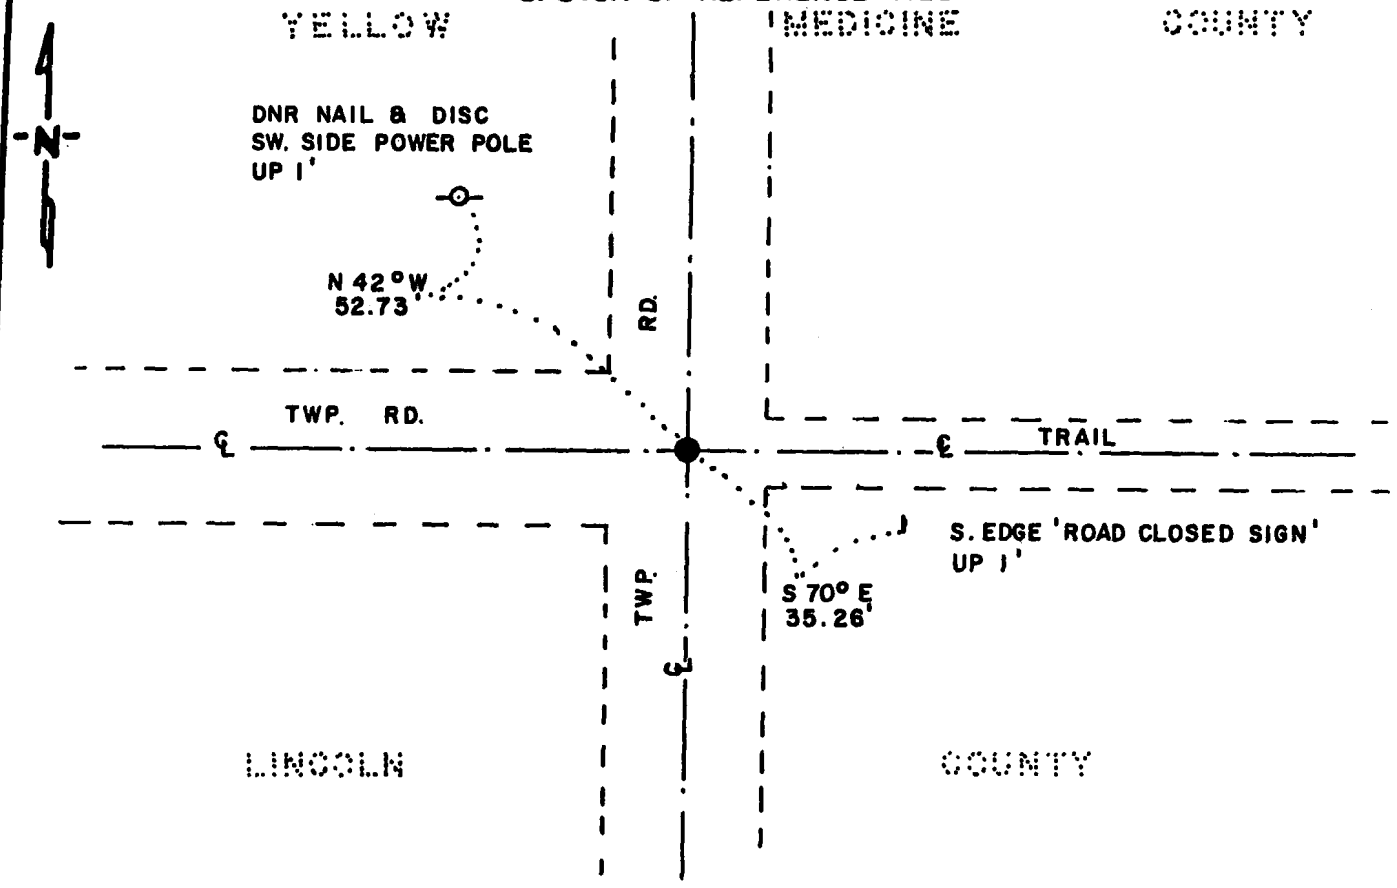 YELLOW MEDICINE COUNTY
DNR NAIL & DISC
SW. SIDE POWER POLE
UP 1'
N
N 42° W
52.73'
RD.
TWP. RD.
℄
℄
TRAIL
S. EDGE 'ROAD CLOSED SIGN'
UP 1'
TWP.
S 70° E
35.26'
℄
LINCOLN COUNTY